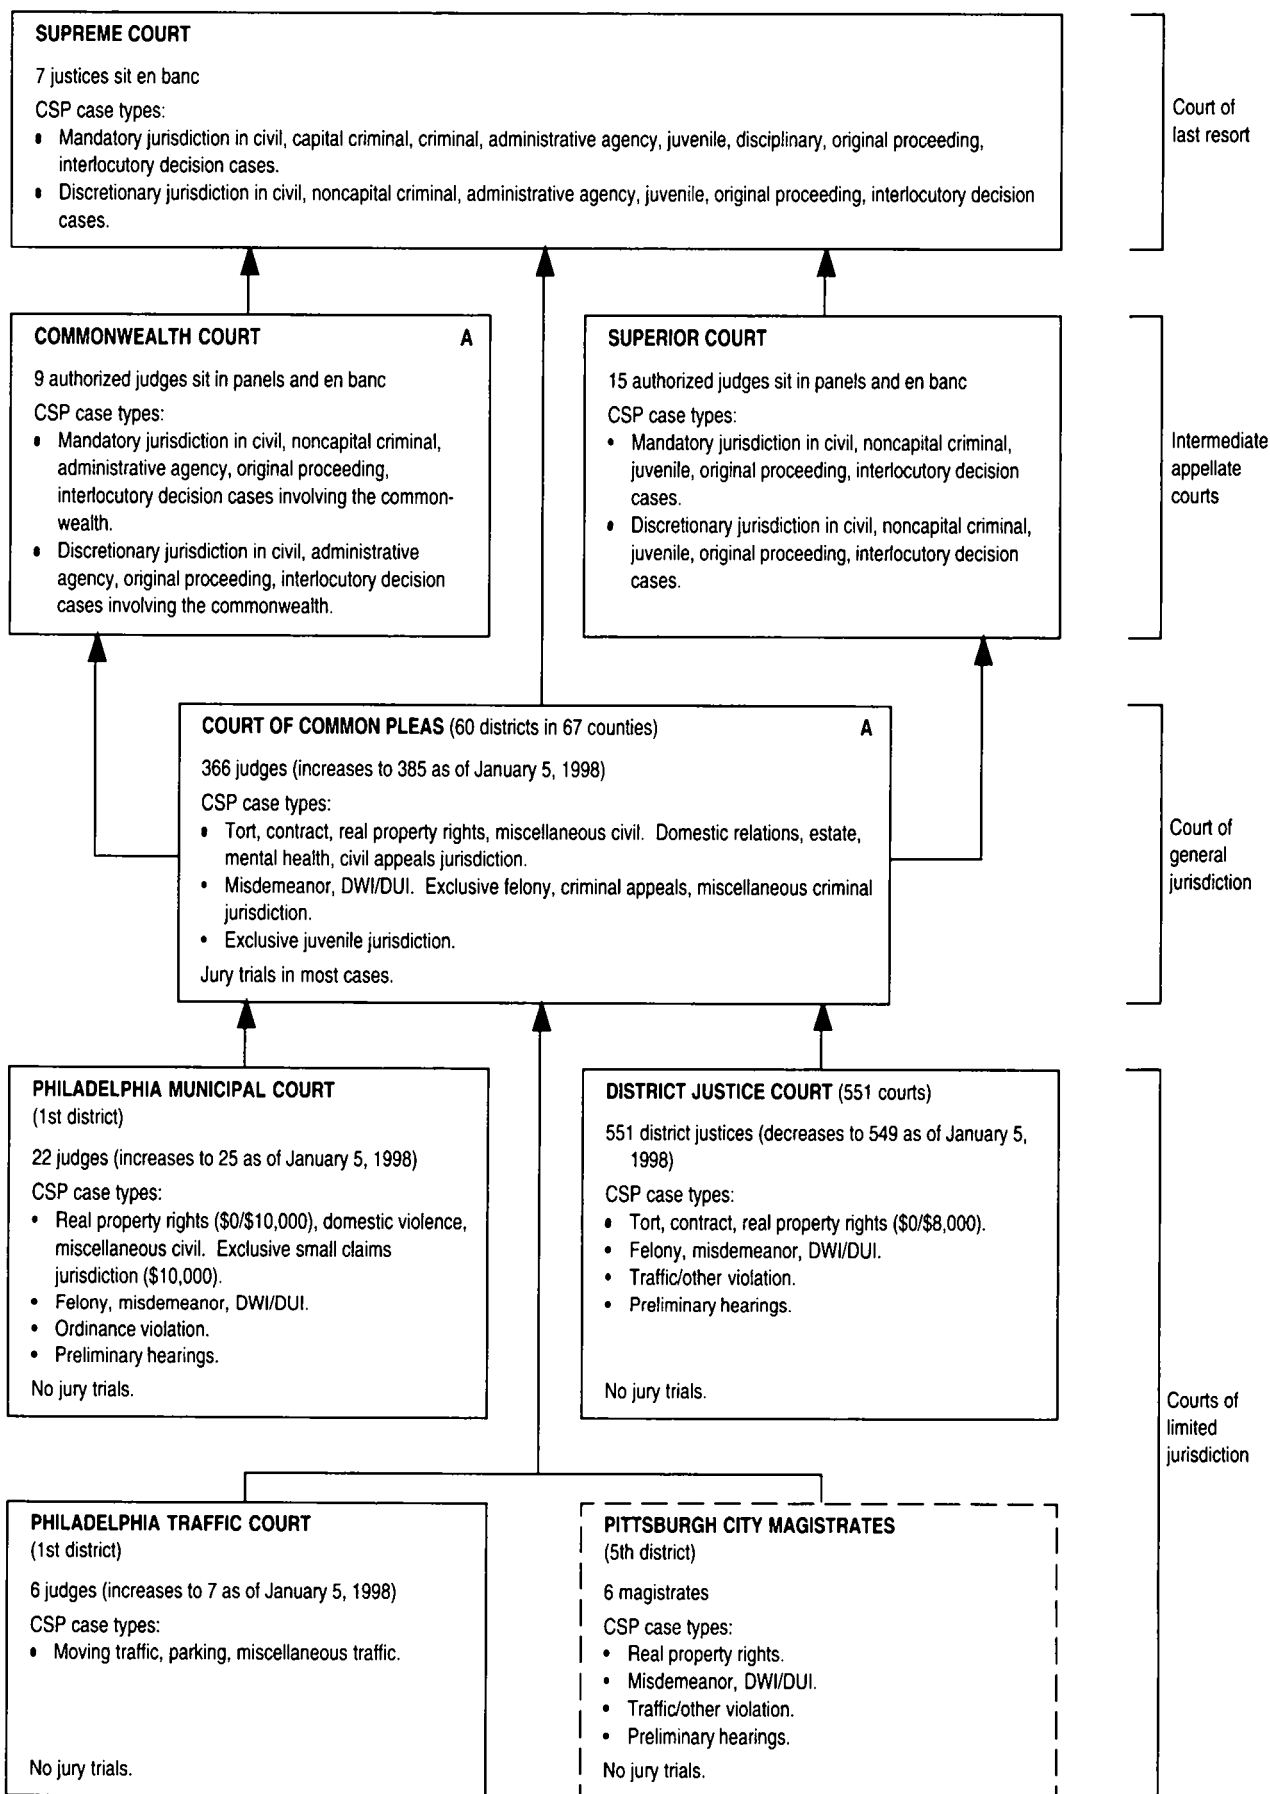 SUPREME COURT
7 justices sit en banc
CSP case types:
• Mandatory jurisdiction in civil, capital criminal, criminal, administrative agency, juvenile, disciplinary, original proceeding,
interlocutory decision cases.
• Discretionary jurisdiction in civil, noncapital criminal, administrative agency, juvenile, original proceeding, interlocutory decision
cases.
Court of
last resort
COMMONWEALTH COURT A
9 authorized judges sit in panels and en banc
CSP case types:
• Mandatory jurisdiction in civil, noncapital criminal,
administrative agency, original proceeding,
interlocutory decision cases involving the common-
wealth.
• Discretionary jurisdiction in civil, administrative
agency, original proceeding, interlocutory decision
cases involving the commonwealth.
SUPERIOR COURT
15 authorized judges sit in panels and en banc
CSP case types:
• Mandatory jurisdiction in civil, noncapital criminal,
juvenile, original proceeding, interlocutory decision
cases.
• Discretionary jurisdiction in civil, noncapital criminal,
juvenile, original proceeding, interlocutory decision
cases.
Intermediate
appellate
courts
COURT OF COMMON PLEAS (60 districts in 67 counties) A
366 judges (increases to 385 as of January 5, 1998)
CSP case types:
• Tort, contract, real property rights, miscellaneous civil. Domestic relations, estate,
mental health, civil appeals jurisdiction.
• Misdemeanor, DWI/DUI. Exclusive felony, criminal appeals, miscellaneous criminal
jurisdiction.
• Exclusive juvenile jurisdiction.
Jury trials in most cases.
Court of
general
jurisdiction
PHILADELPHIA MUNICIPAL COURT
(1st district)
22 judges (increases to 25 as of January 5, 1998)
CSP case types:
• Real property rights ($0/$10,000), domestic violence,
miscellaneous civil. Exclusive small claims
jurisdiction ($10,000).
• Felony, misdemeanor, DWI/DUI.
• Ordinance violation.
• Preliminary hearings.
No jury trials.
DISTRICT JUSTICE COURT (551 courts)
551 district justices (decreases to 549 as of January 5,
1998)
CSP case types:
• Tort, contract, real property rights ($0/$8,000).
• Felony, misdemeanor, DWI/DUI.
• Traffic/other violation.
• Preliminary hearings.
No jury trials.
Courts of
limited
jurisdiction
PHILADELPHIA TRAFFIC COURT
(1st district)
6 judges (increases to 7 as of January 5, 1998)
CSP case types:
• Moving traffic, parking, miscellaneous traffic.
No jury trials.
PITTSBURGH CITY MAGISTRATES
(5th district)
6 magistrates
CSP case types:
• Real property rights.
• Misdemeanor, DWI/DUI.
• Traffic/other violation.
• Preliminary hearings.
No jury trials.